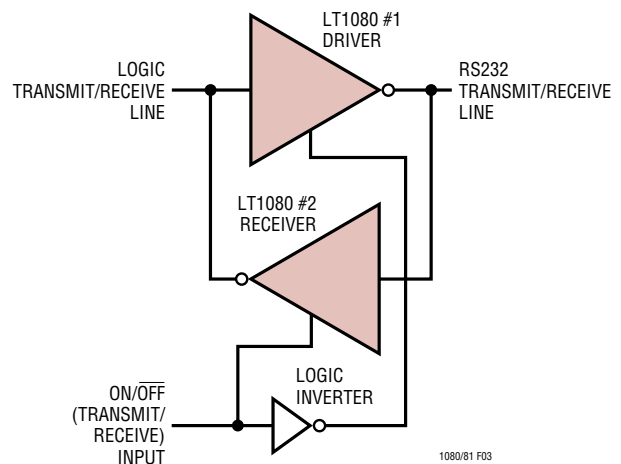 LT1080 #1
DRIVER
LOGIC
TRANSMIT/RECEIVE
LINE
RS232
TRANSMIT/RECEIVE
LINE
LT1080 #2
RECEIVER
LOGIC
INVERTER
ON/OFF
(TRANSMIT/
RECEIVE)
INPUT
1080/81 F03